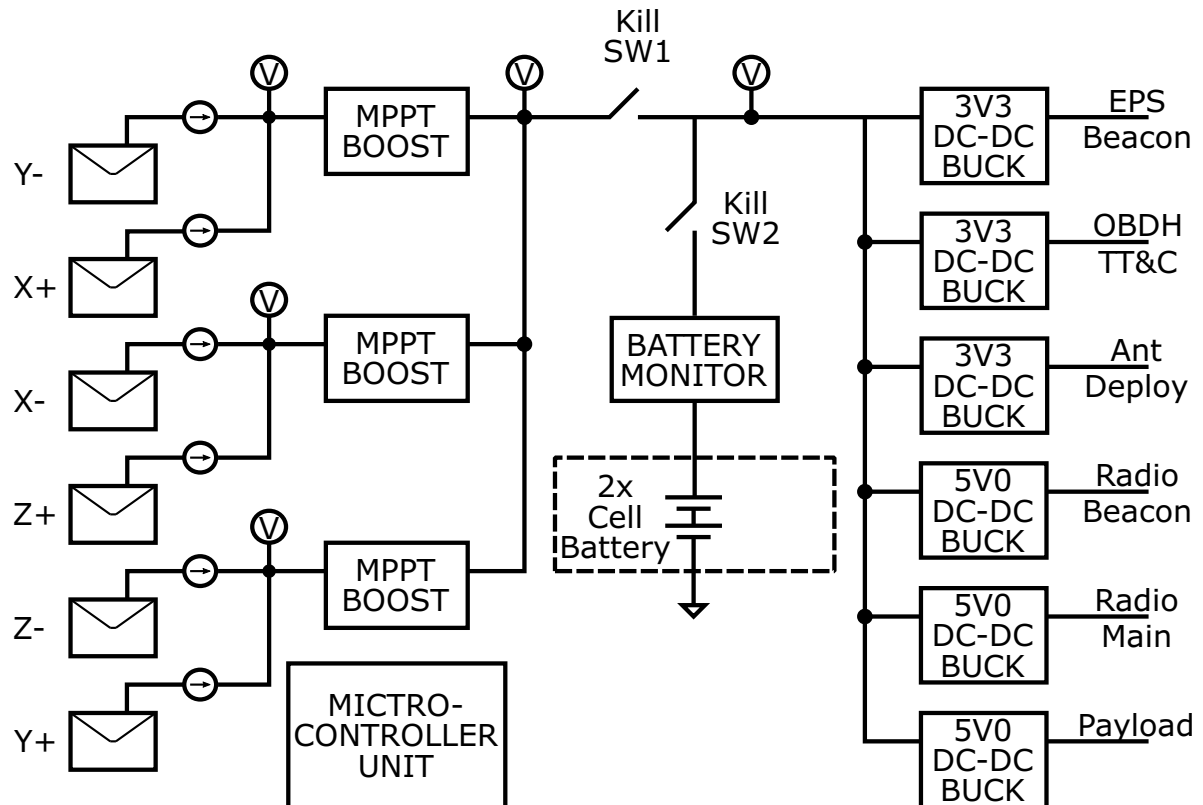 Kill
SW1
V
V
V
Y-
MPPT
BOOST
3V3
DC-DC
BUCK
EPS
Beacon
X+
Kill
SW2
3V3
DC-DC
BUCK
OBDH
TT&C
V
X-
MPPT
BOOST
BATTERY
MONITOR
3V3
DC-DC
BUCK
Ant
Deploy
Z+
2x
Cell
Battery
5V0
DC-DC
BUCK
Radio
Beacon
V
Z-
MPPT
BOOST
5V0
DC-DC
BUCK
Radio
Main
Y+
MICTRO-
CONTROLLER
UNIT
5V0
DC-DC
BUCK
Payload